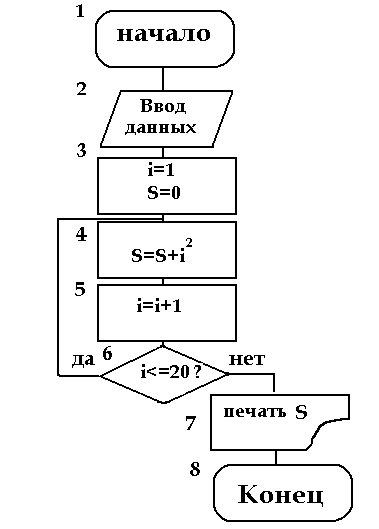 1
начало
2
Ввод
данных
3
i=1
S=0
4
S=S+i²
5
i=i+1
да 6
i<=20?
нет
7
печать S
8
Конец